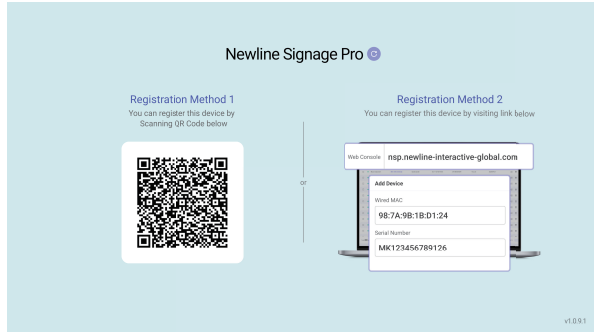 Newline Signage Pro
Registration Method 1
You can register this device by
Scanning QR Code below
or
Registration Method 2
You can register this device by visiting link below
Web Console nsp.newline-interactive-global.com
Add Device
Wired MAC
98:7A:9B:1B:D1:24
Serial Number
MK123456789126
v1.0.9.1